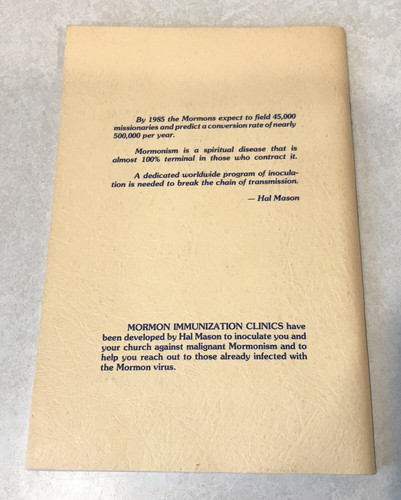 By 1985 the Mormons expect to field 45,000
missionaries and predict a conversion rate of nearly
500,000 per year.
Mormonism is a spiritual disease that is
almost 100% terminal in those who contract it.
A dedicated worldwide program of inocula-
tion is needed to break the chain of transmission.
— Hal Mason
MORMON IMMUNIZATION CLINICS have
been developed by Hal Mason to inoculate you and
your church against malignant Mormonism and to
help you reach out to those already infected with
the Mormon virus.